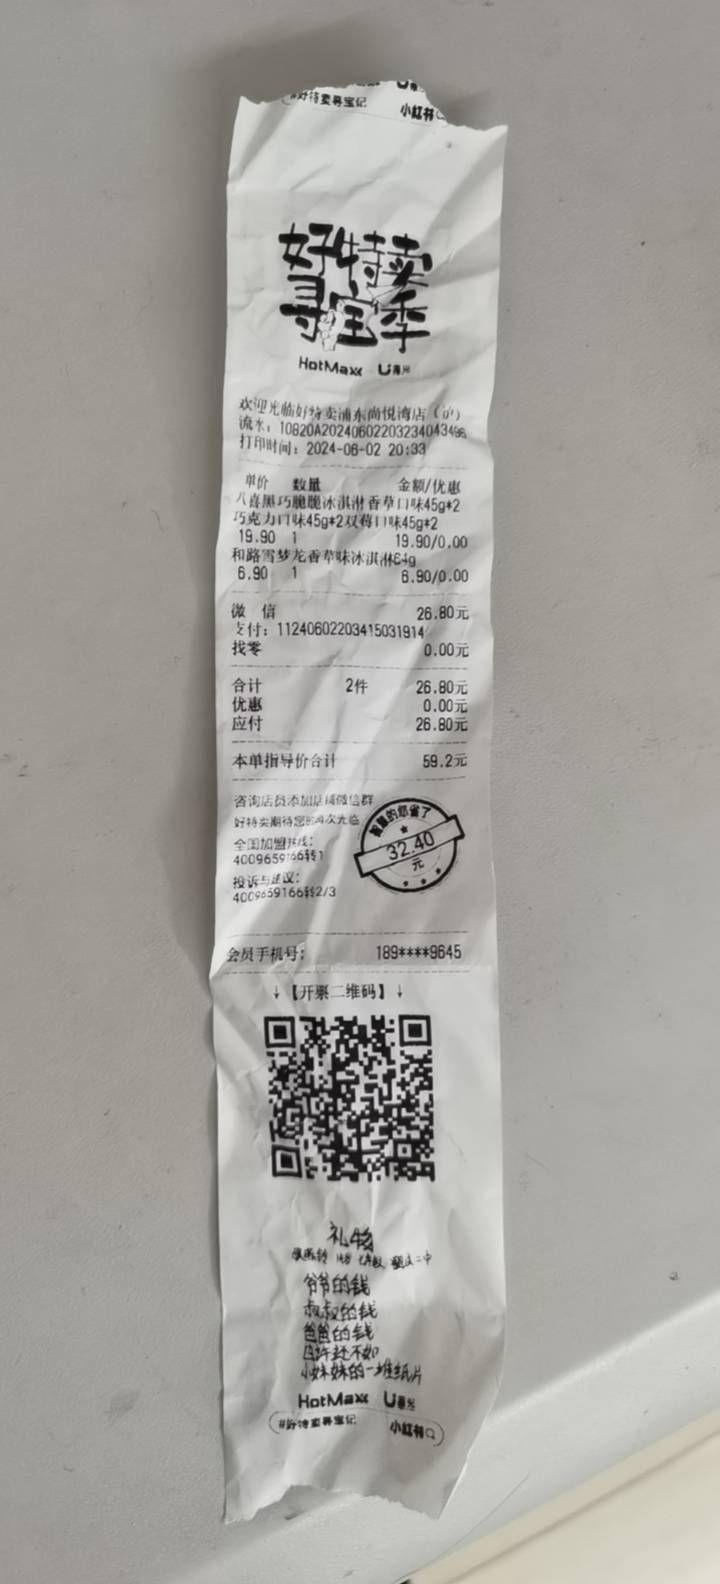 #好特卖寻宝记 小红书
好特卖
寻宝季
HotMaxx U
欢迎光临好特卖浦东尚悦湾店
流水：10820A20240602203234043496
打印时间：2024-06-02 20:33
单价 数量 金额/优惠
八喜黑巧脆脆冰淇淋香草口味45g*2
巧克力口味45g*2双莓口味45g*2
19.90 1 19.90/0.00
和路雪梦龙香草味冰淇淋64g
6.90 1 6.90/0.00
微 信 26.80元
支付：11240602203415031914
找零 0.00元
合计 2件 26.80元
优惠 0.00元
应付 26.80元
本单指导价合计 59.2元
咨询店员添加店铺微信群
好特卖期待您的再次光临
全国加盟热线：
4009659166转1
投诉与建议：
4009659166转2/3
智慧的您省了
32.40
元
会员手机号： 189****9645
↓【开票二维码】↓
礼物
爷爷的钱
叔叔的钱
爸爸的钱
也许还不如
小妹妹的一堆纸片
HotMaxx U
#好特卖寻宝记 小红书